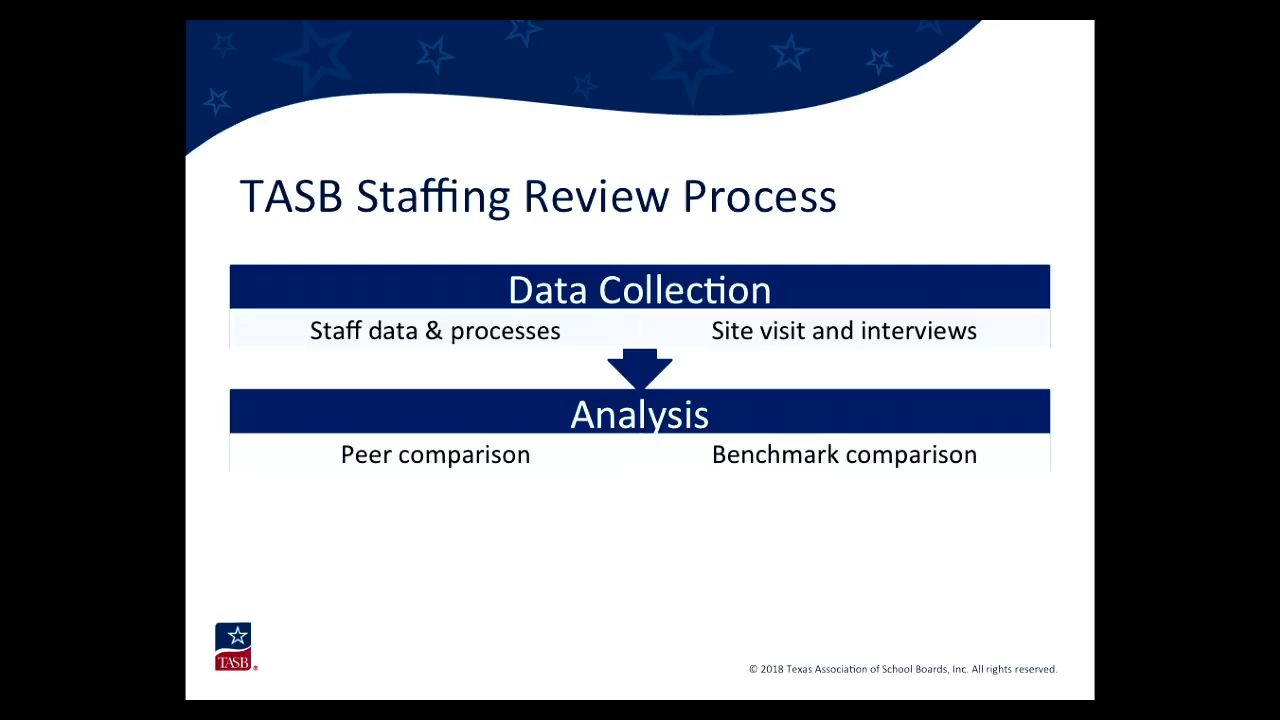 TASB Staffing Review Process
Data Collection
Staff data & processes
Site visit and interviews
Analysis
Peer comparison
Benchmark comparison
TASB®
© 2018 Texas Association of School Boards, Inc. All rights reserved.